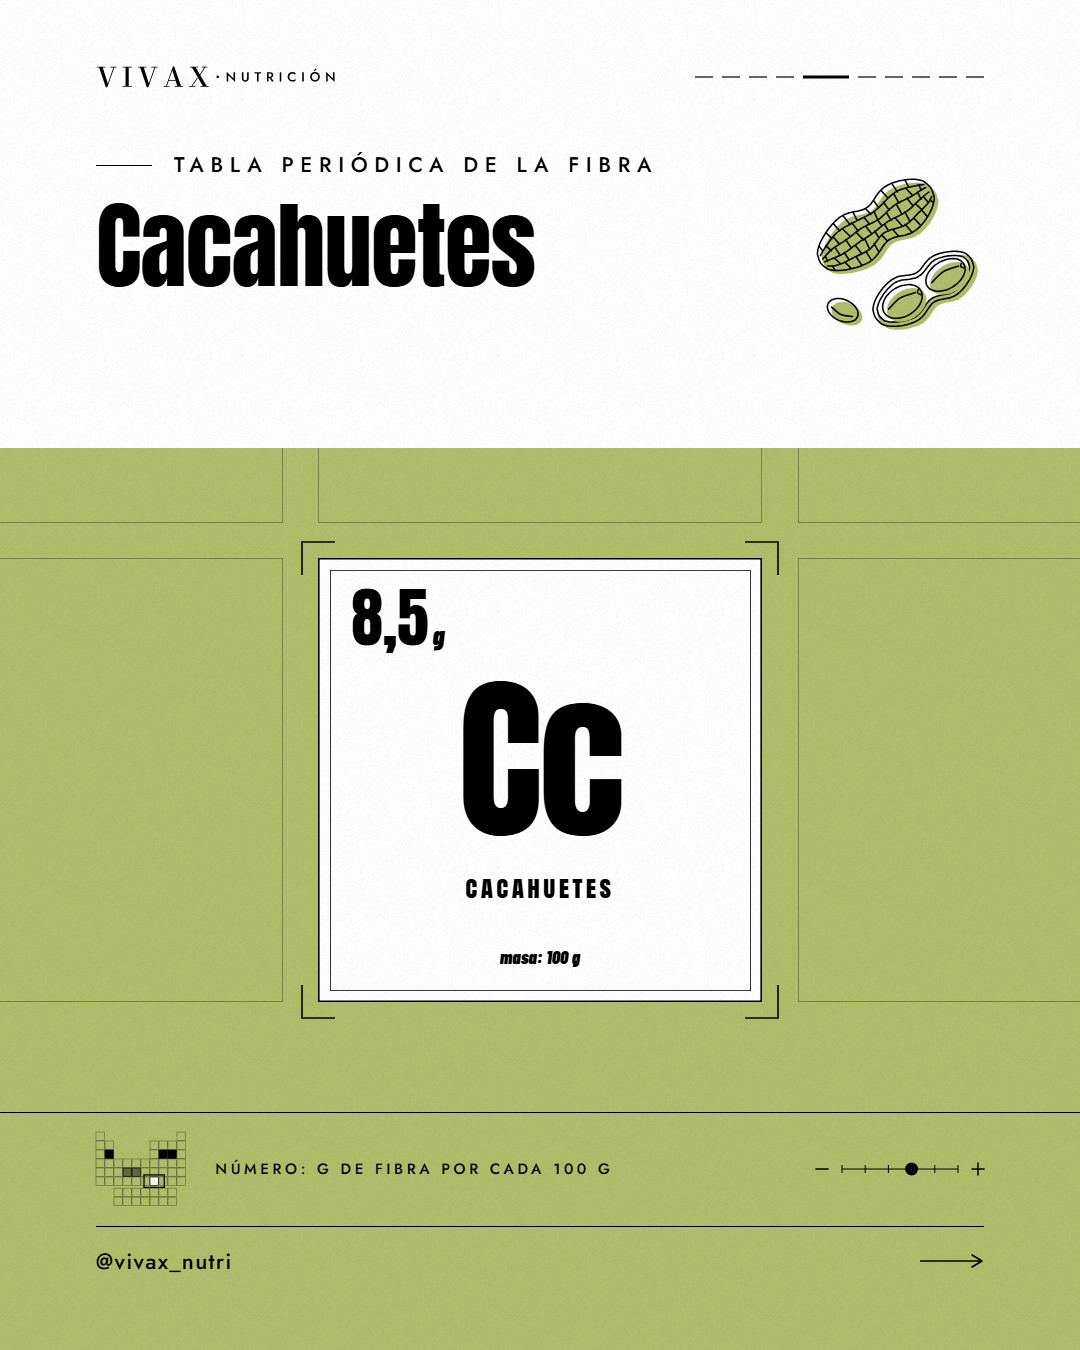 VIVAX·NUTRICIÓN
TABLA PERIÓDICA DE LA FIBRA
Cacahuetes
8,5 g
Cc
CACAHUETES
masa: 100 g
NÚMERO: G DE FIBRA POR CADA 100 G
@vivax_nutri